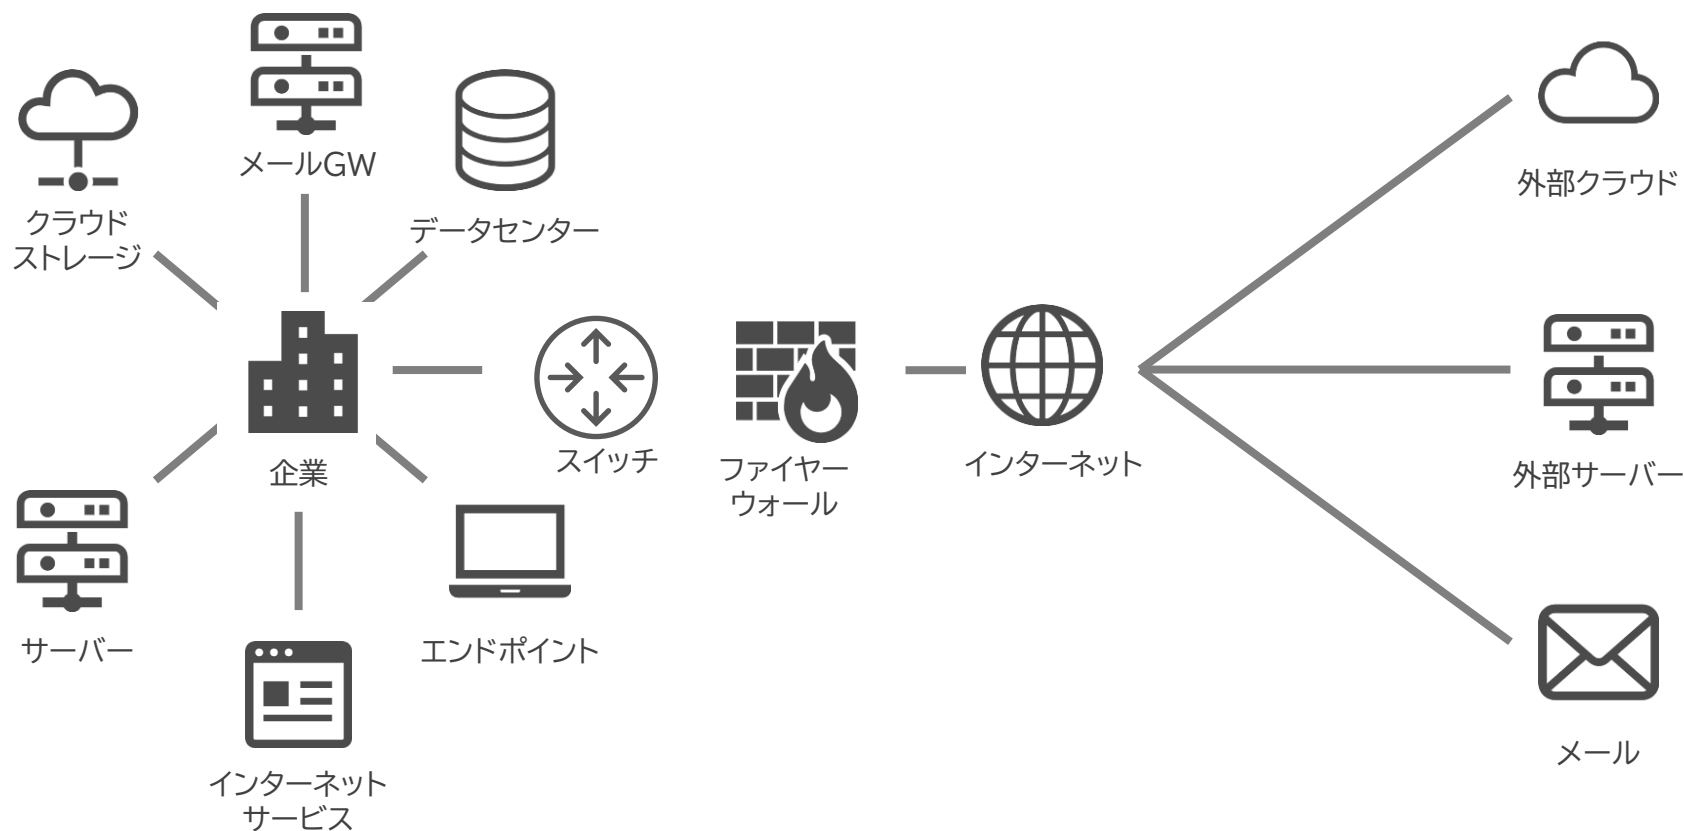 メールGW
クラウド
ストレージ
データセンター
外部クラウド
企業
スイッチ
ファイヤー
ウォール
インターネット
外部サーバー
サーバー
エンドポイント
インターネット
サービス
メール